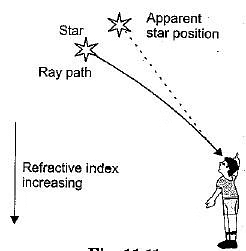 Apparent
star position
Star
Ray path
Refractive index
increasing